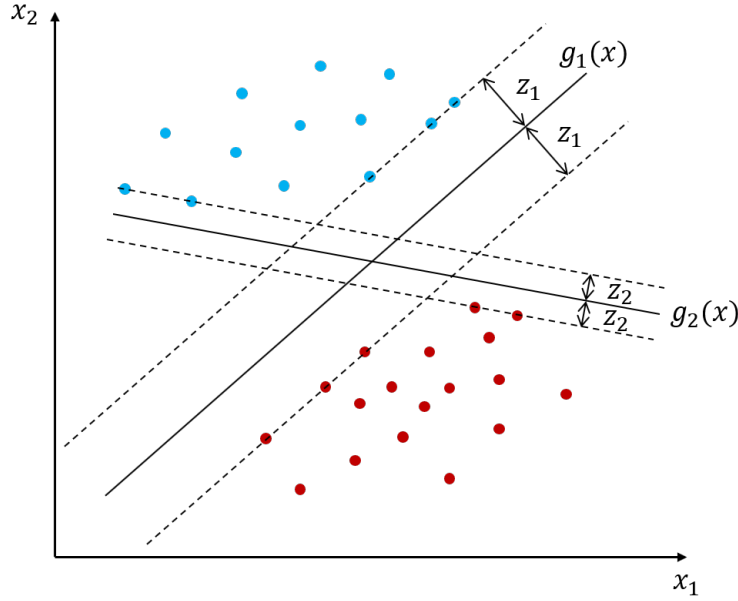 x₂
g₁(x)
z₁
z₁
z₂
g₂(x)
z₂
x₁